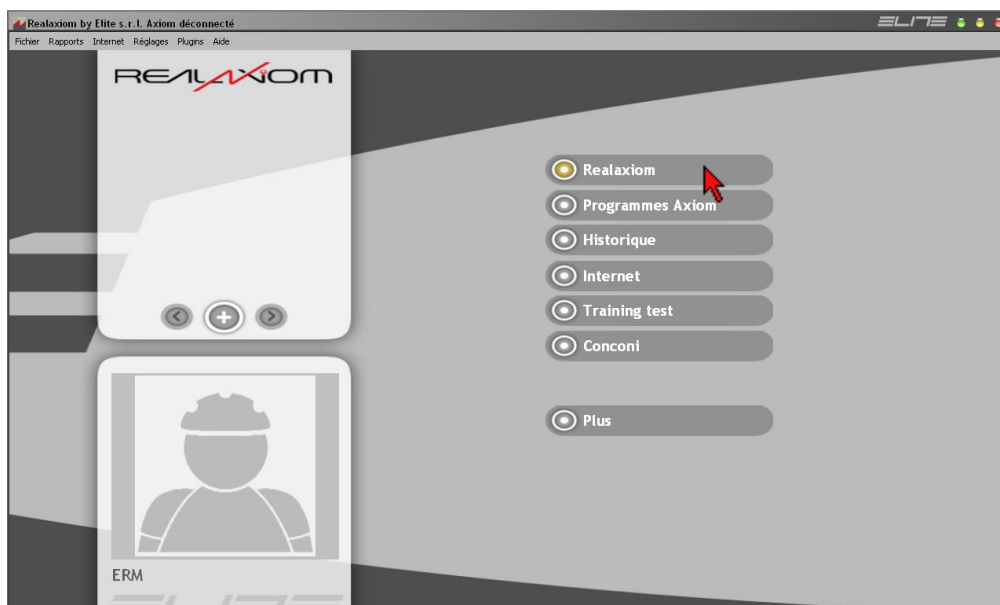 Realaxiom by Elite s.r.l. Axiom déconnecté
ELITE
Fichier Rapports Internet Réglages Plugins Aide
REALAXIOM
Realaxiom
Programmes Axiom
Historique
Internet
Training test
Conconi
Plus
ERM